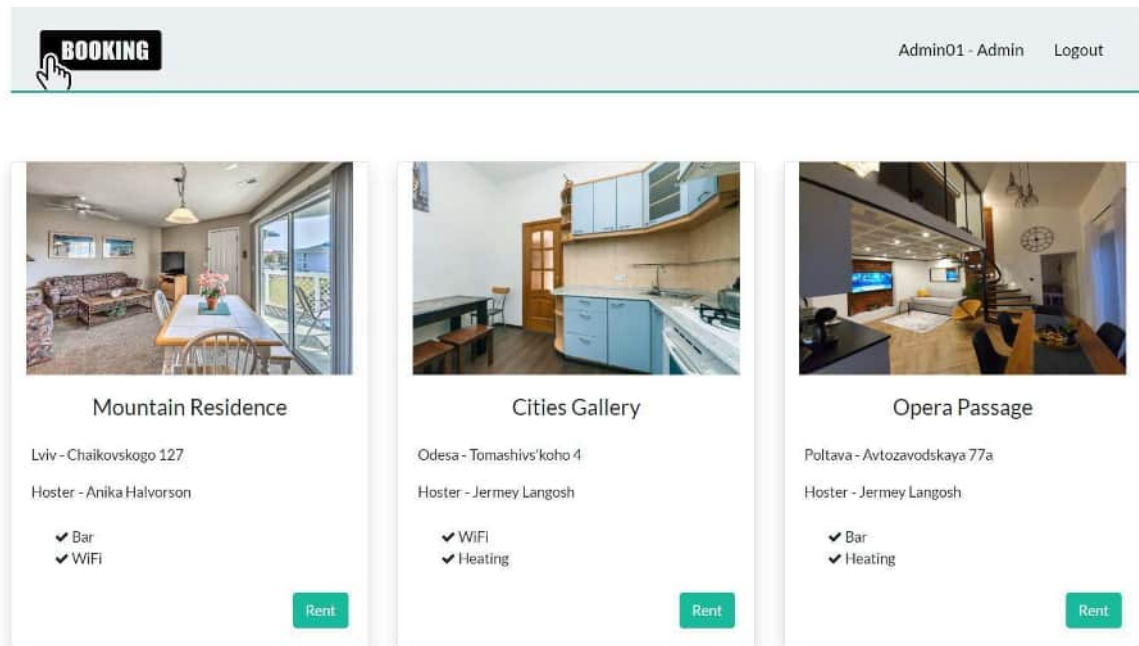 BOOKING
Admin01 - Admin
Logout
Mountain Residence
Lviv - Chaikovskogo 127
Hoster - Anika Halvorson
Bar
WiFi
Rent
Cities Gallery
Odesa - Tomashivs'koho 4
Hoster - Jermey Langosh
WiFi
Heating
Rent
Opera Passage
Poltava - Avtozavodskaya 77a
Hoster - Jermey Langosh
Bar
Heating
Rent